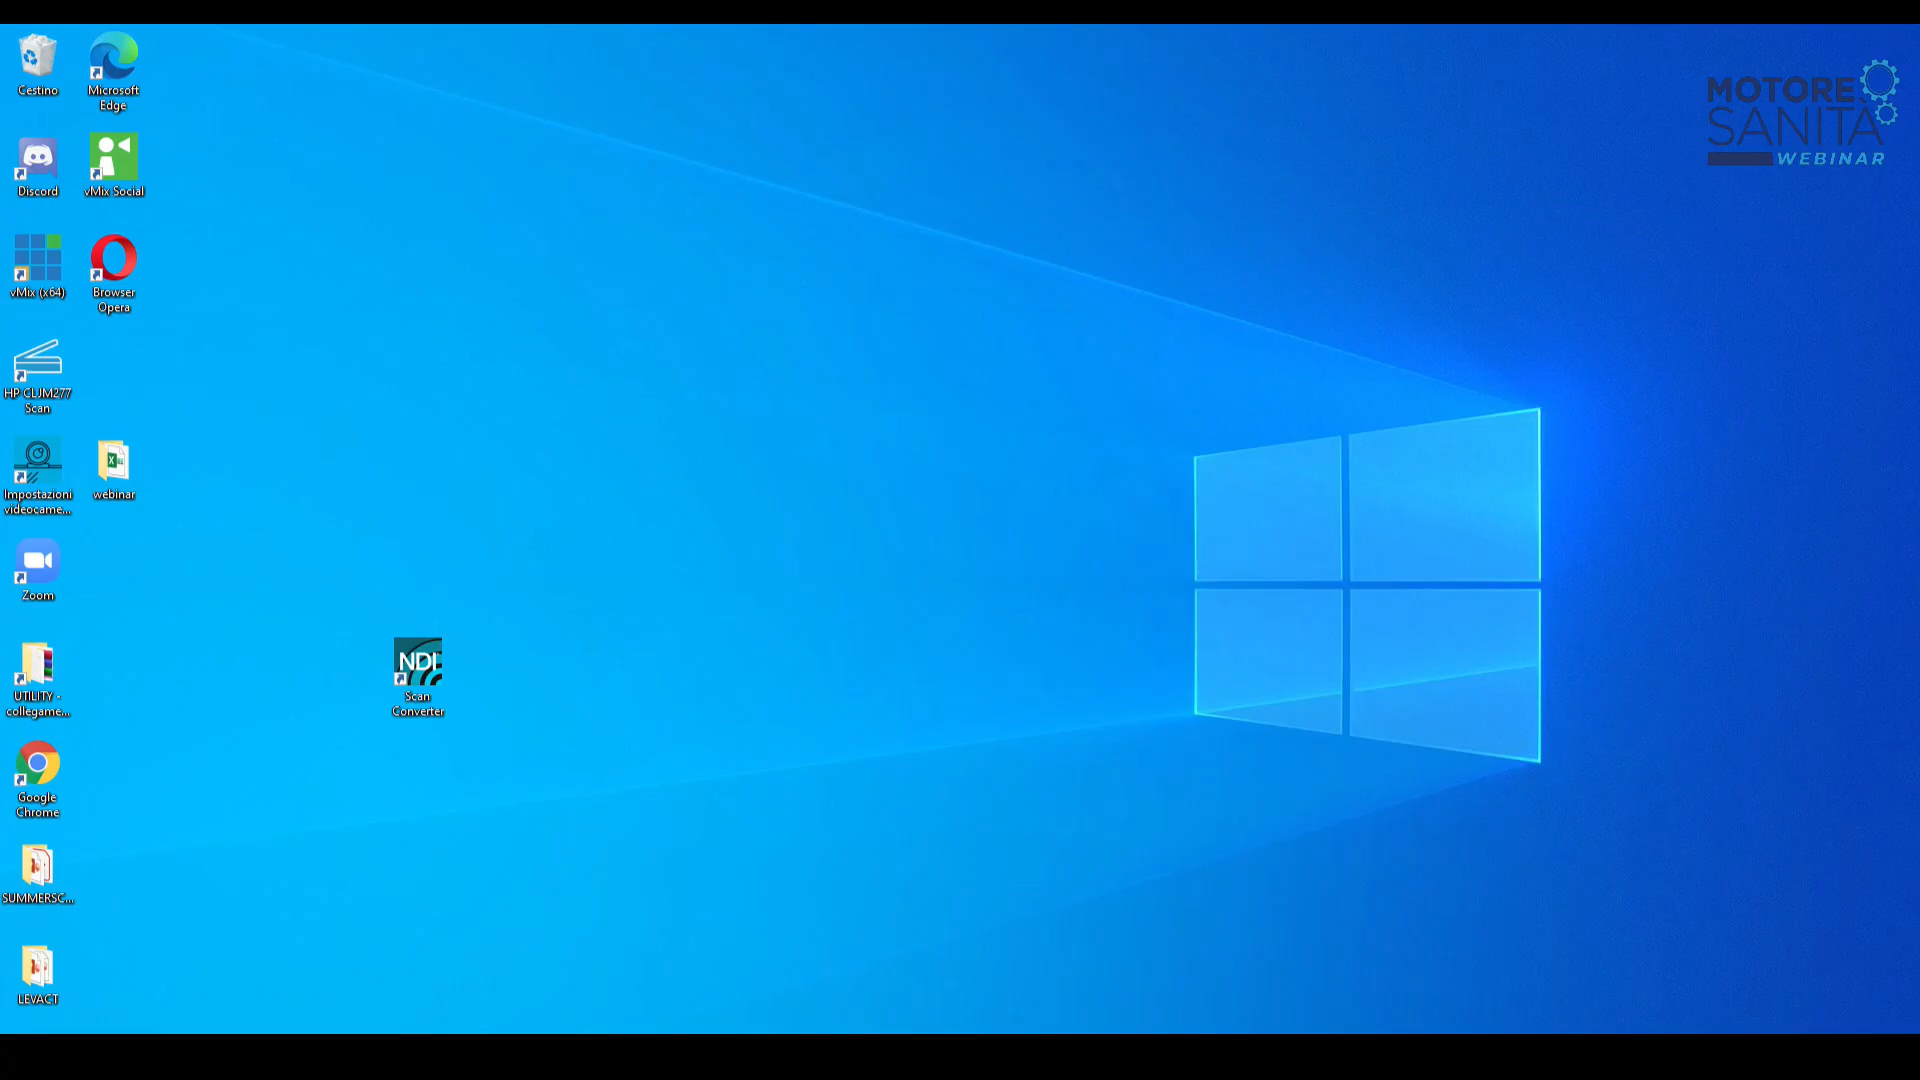 Cestino
Microsoft
Edge
MOTORE
SANITÀ
WEBINAR
Discord
vMix Social
vMix (x64)
Browser
Opera
HP CLJM277
Scan
Impostazioni
videocame...
webinar
Zoom
UTILITY -
collegame...
NDI
Scan
Converter
Google
Chrome
SUMMERSC...
LEVACT